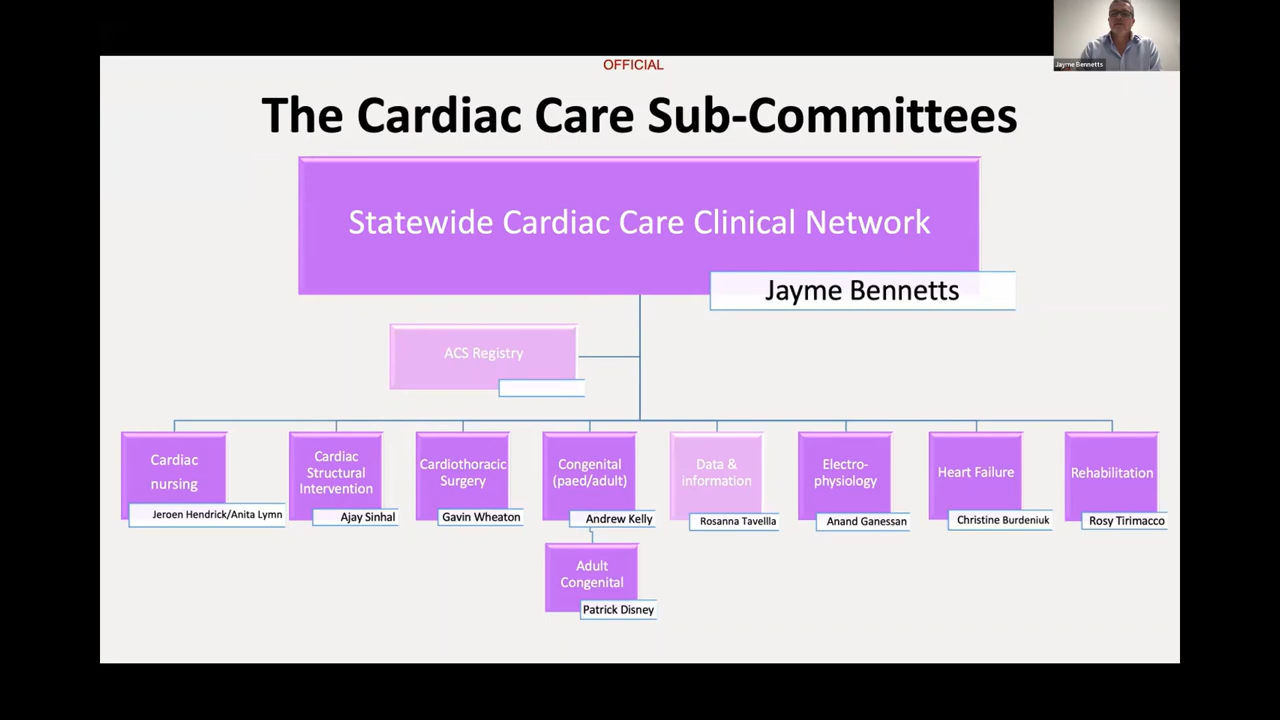 Jayme Bennetts
OFFICIAL
The Cardiac Care Sub-Committees
Statewide Cardiac Care Clinical Network
Jayme Bennetts
ACS Registry
Cardiac
nursing
Jeroen Hendrick/Anita Lymn
Cardiac
Structural
Intervention
Ajay Sinhal
Cardiothoracic
Surgery
Gavin Wheaton
Congenital
(paed/adult)
Andrew Kelly
Data &
information
Rosanna Tavellla
Electro-
physiology
Anand Ganessan
Heart Failure
Christine Burdeniuk
Rehabilitation
Rosy Tirimacco
Adult
Congenital
Patrick Disney